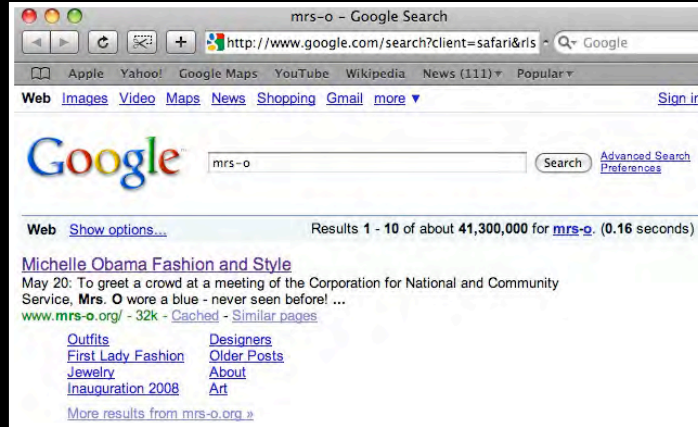 mrs-o - Google Search
http://www.google.com/search?client=safari&rls
Google
Apple Yahoo! Google Maps YouTube Wikipedia News (111) Popular
Web Images Video Maps News Shopping Gmail more ▼ Sign in
Google
mrs-o
Search
Advanced Search
Preferences
Web Show options... Results 1 - 10 of about 41,300,000 for mrs-o. (0.16 seconds)
Michelle Obama Fashion and Style
May 20: To greet a crowd at a meeting of the Corporation for National and Community
Service, Mrs. O wore a blue - never seen before! ...
www.mrs-o.org/ - 32k - Cached - Similar pages
Outfits Designers
First Lady Fashion Older Posts
Jewelry About
Inauguration 2008 Art
More results from mrs-o.org »